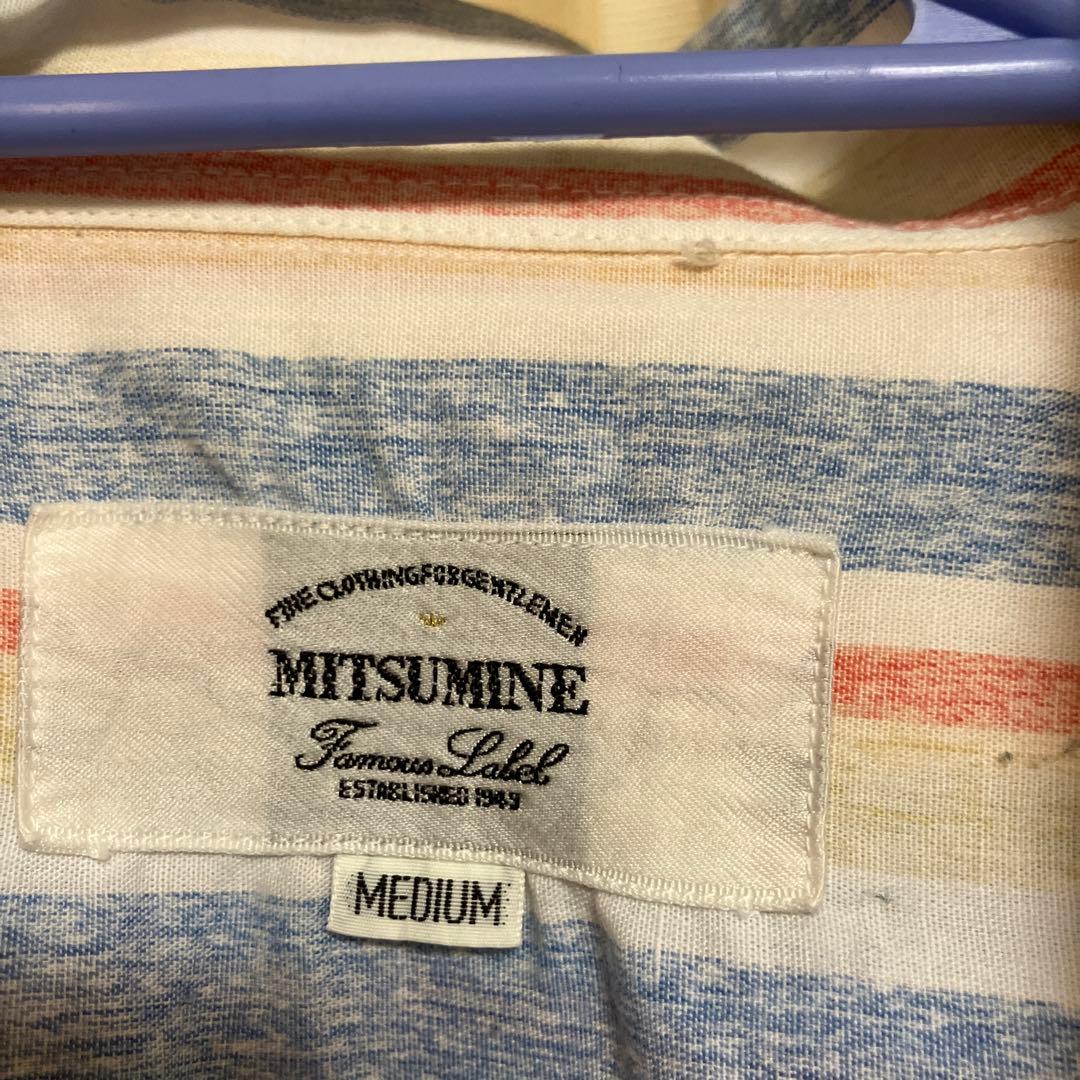 FINE CLOTHING FOR GENTLEMEN
MITSUMINE
Famous Label
ESTABLISHED 1949
MEDIUM